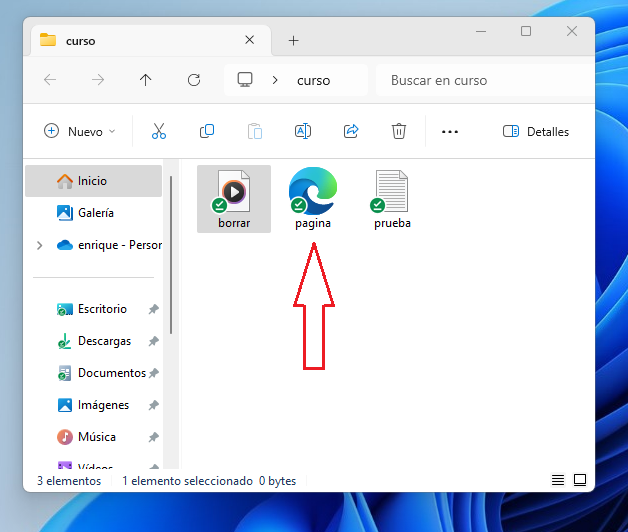 curso
curso
Buscar en curso
Nuevo
Detalles
Inicio
Galería
enrique - Persor
Escritorio
Descargas
Documentos
Imágenes
Música
Vídeos
borrar
pagina
prueba
3 elementos
1 elemento seleccionado
0 bytes